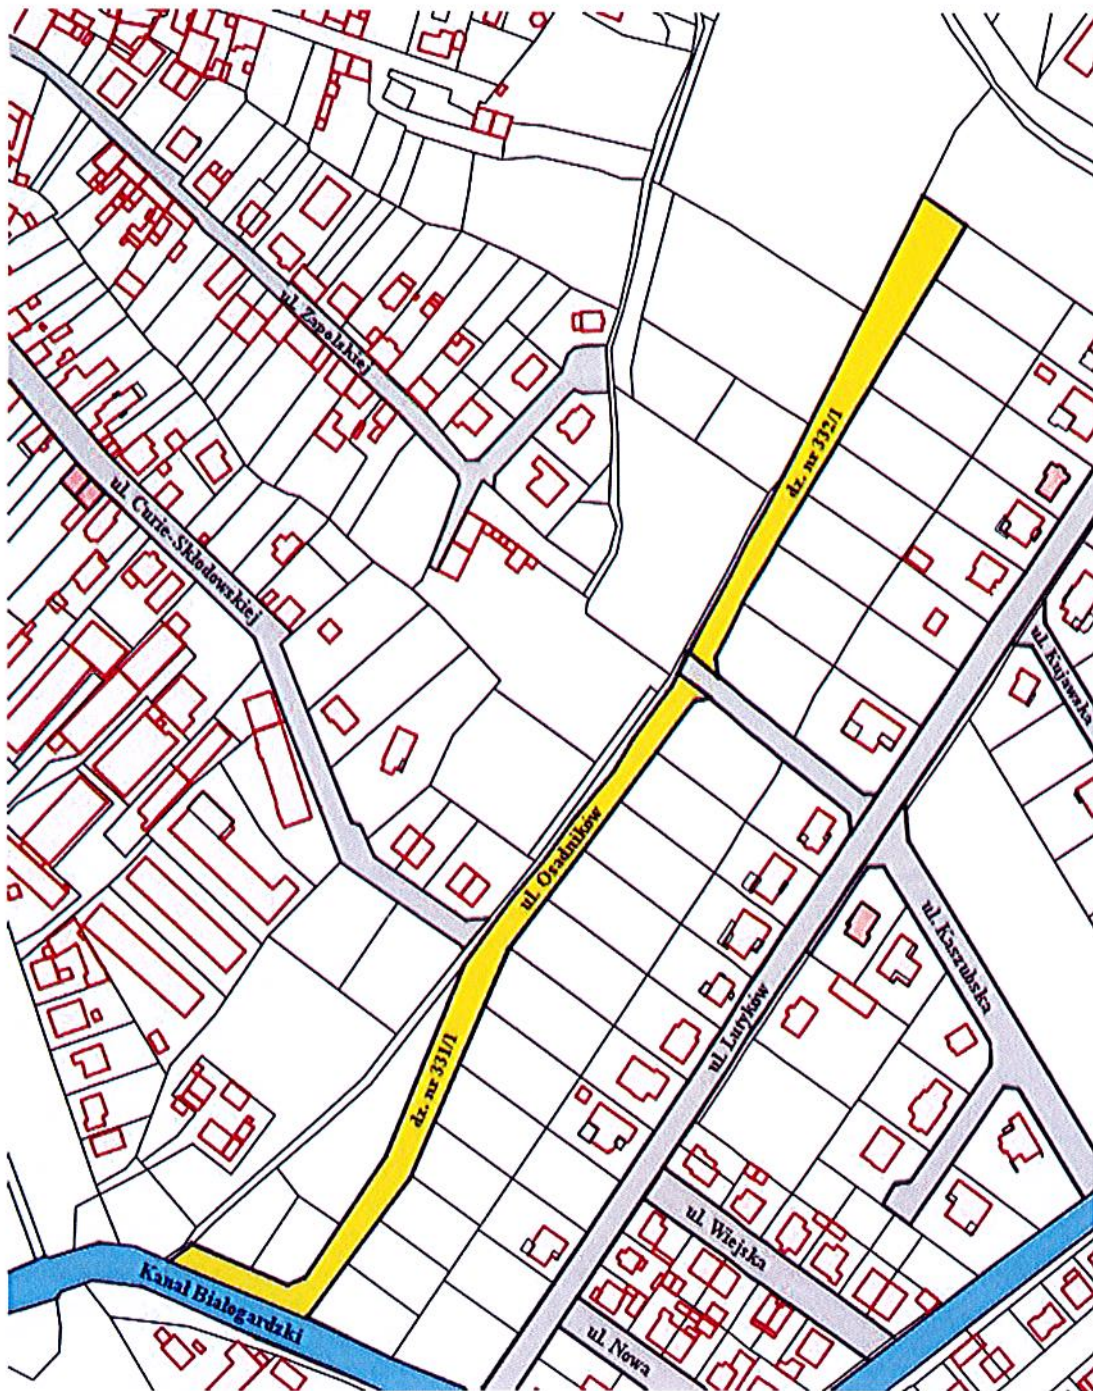 ul. Zapolskiej
dz. nr 332/1
ul. Curie-Skłodowskiej
ul. Kujawska
ul. Osadników
ul. Kaszubska
ul. Lutyków
dz. nr 331/1
ul. Wiejska
Kanał Białogardzki
ul. Nowa